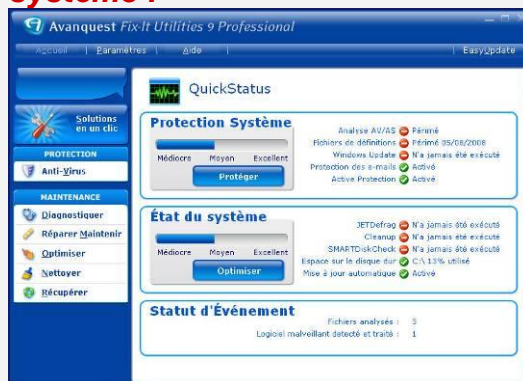 système :
Avanquest Fix-It Utilities 9 Professional
Accueil | Paramètres | Aide | | EasyUpdate
Solutions
en un clic
PROTECTION
Anti-Virus
MAINTENANCE
Diagnostiquer
Réparer Maintenir
Optimiser
Nettoyer
Récupérer
QuickStatus
Protection Système
Médiocre Moyen Excellent
Protéger
Analyse AV/AS Périmé
Fichiers de définitions Périmé 05/08/2008
Windows Update N'a jamais été exécuté
Protection des e-mails Activé
Active Protection Activé
État du système
Médiocre Moyen Excellent
Optimiser
JETDefrag N'a jamais été exécuté
Cleanup N'a jamais été exécuté
SMARTDiskCheck N'a jamais été exécuté
Espace sur le disque dur C:\ 13% utilisé
Mise à jour automatique Activé
Statut d'Événement
Fichiers analysés : 5
Logiciel malveillant detecté et traité : 1